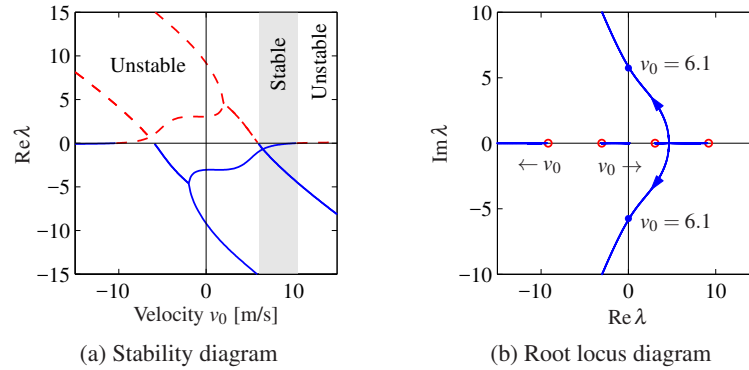 15
10
5
0
−5
−10
−15
Re λ
Unstable
Stable
Unstable
−10
0
10
Velocity v₀ [m/s]
(a) Stability diagram
10
5
0
−5
−10
Im λ
v₀ = 6.1
← v₀
v₀ →
v₀ = 6.1
−10
0
10
Re λ
(b) Root locus diagram